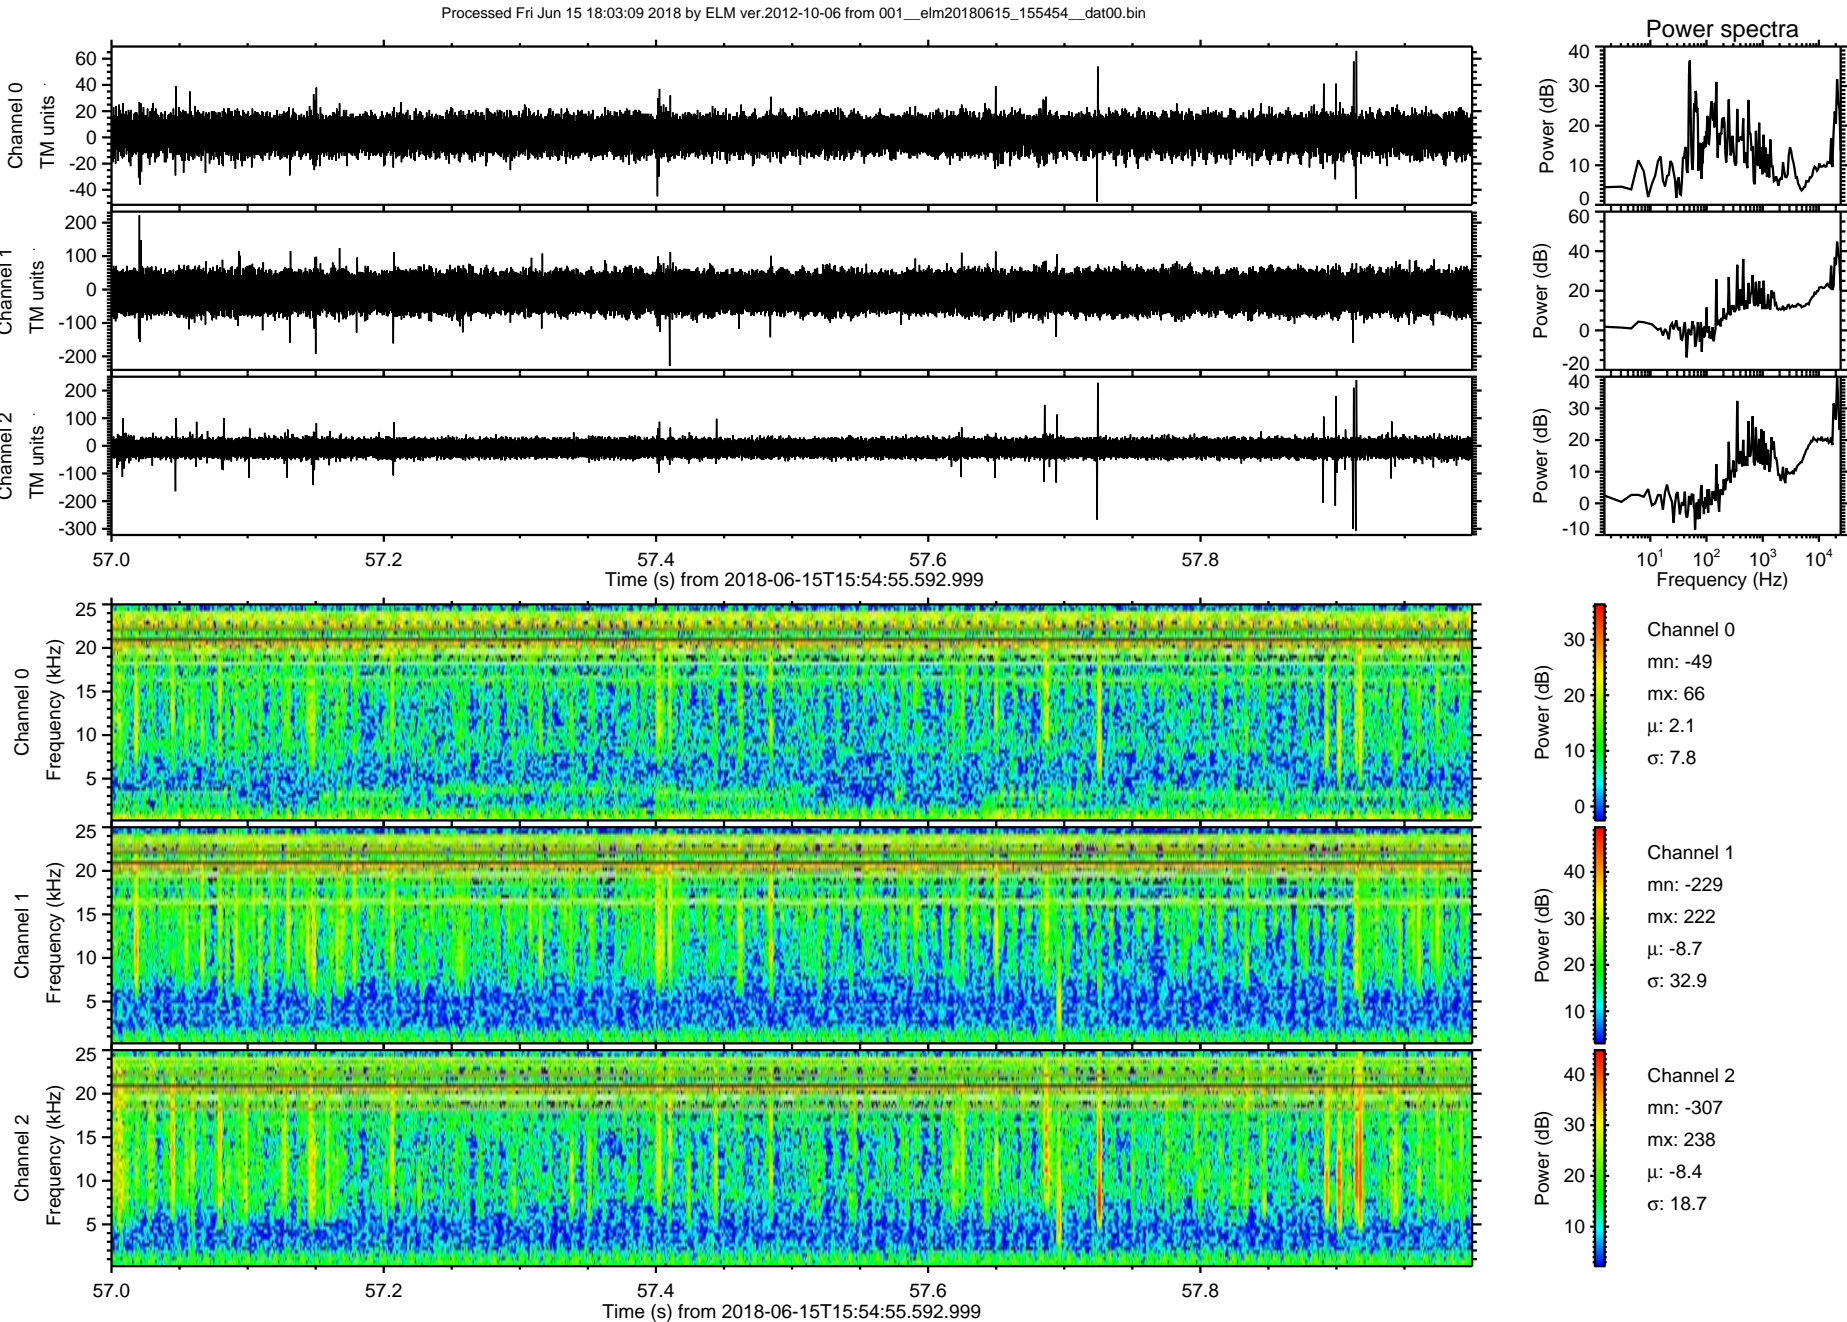 Processed Fri Jun 15 18:03:09 2018 by ELM ver.2012-10-06 from 001__elm20180615_155454__dat00.bin
Power spectra
Channel 0
TM units
60
40
20
0
-20
-40
Power (dB)
40
30
20
10
0
Channel 1
TM units
200
100
0
-100
-200
Power (dB)
60
40
20
0
-20
Channel 2
TM units
200
100
0
-100
-200
-300
Power (dB)
40
30
20
10
0
-10
57.0 57.2 57.4 57.6 57.8
Time (s) from 2018-06-15T15:54:55.592.999
10^1 10^2 10^3 10^4
Frequency (Hz)
Channel 0
Frequency (kHz)
25
20
15
10
5
Power (dB)
30
20
10
0
Channel 0
mn: -49
mx: 66
μ: 2.1
σ: 7.8
Channel 1
Frequency (kHz)
25
20
15
10
5
Power (dB)
40
30
20
10
Channel 1
mn: -229
mx: 222
μ: -8.7
σ: 32.9
Channel 2
Frequency (kHz)
25
20
15
10
5
Power (dB)
40
30
20
10
Channel 2
mn: -307
mx: 238
μ: -8.4
σ: 18.7
57.0 57.2 57.4 57.6 57.8
Time (s) from 2018-06-15T15:54:55.592.999